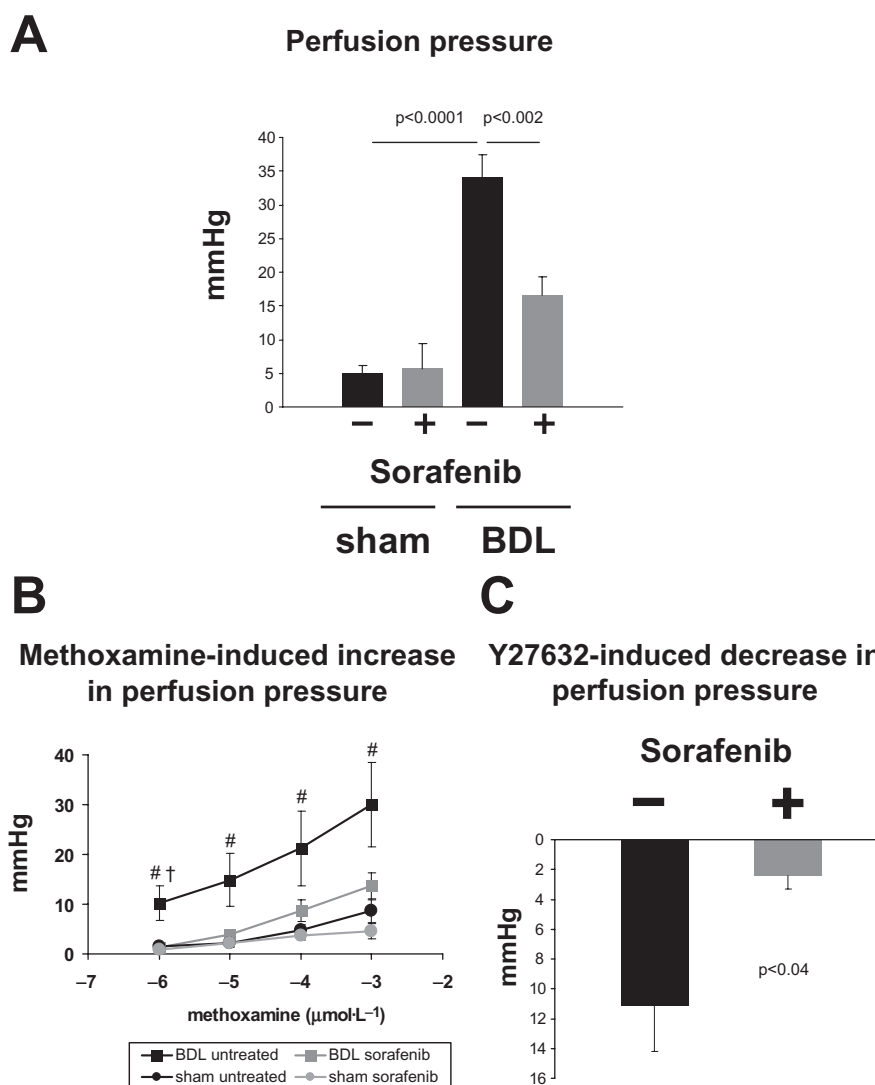 A
Perfusion pressure
p<0.0001 p<0.002
40
35
30
25
20
15
10
5
0
mmHg
− + − +
Sorafenib
sham BDL
B
Methoxamine-induced increase
in perfusion pressure
40
30
20
10
0
mmHg
# †
#
#
#
−7 −6 −5 −4 −3 −2
methoxamine (µmol·L−1)
BDL untreated BDL sorafenib
sham untreated sham sorafenib
C
Y27632-induced decrease in
perfusion pressure
Sorafenib
− +
0
2
4
6
8
10
12
14
16
mmHg
p<0.04